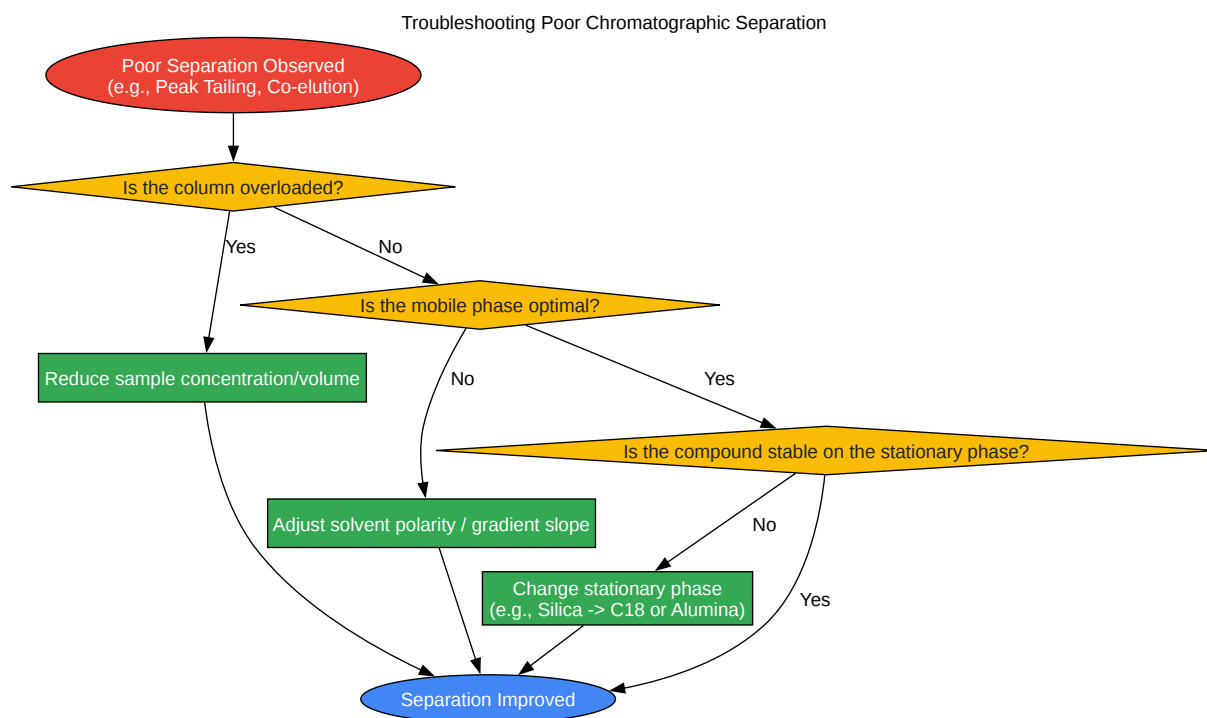 Troubleshooting Poor Chromatographic Separation
Poor Separation Observed
(e.g., Peak Tailing, Co-elution)
Is the column overloaded?
Yes
No
Is the mobile phase optimal?
Reduce sample concentration/volume
No
Yes
Is the compound stable on the stationary phase?
Adjust solvent polarity / gradient slope
No
Change stationary phase
(e.g., Silica -> C18 or Alumina)
Yes
Separation Improved